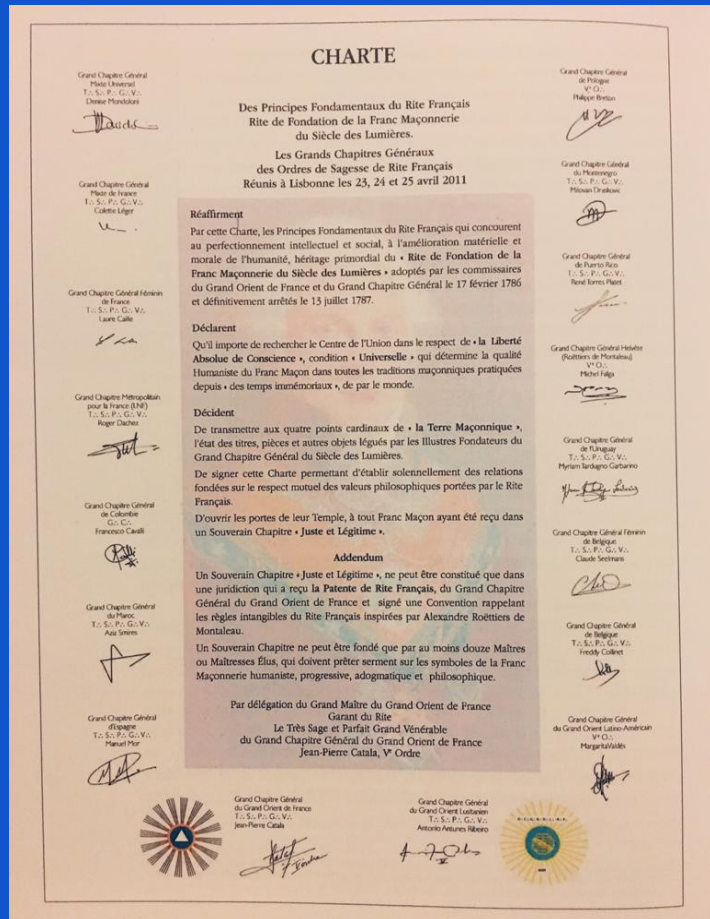 CHARTE
Des Principes Fondamentaux du Rite Français
Rite de Fondation de la Franc Maçonnerie
du Siècle des Lumières.
Les Grands Chapitres Généraux
des Ordres de Sagesse de Rite Français
Réunis à Lisbonne les 23, 24 et 25 avril 2011
Réaffirment
Par cette Charte, les Principes Fondamentaux du Rite Français qui concourent
au perfectionnement intellectuel et social, à l'amélioration matérielle et
morale de l'humanité, héritage primordial du « Rite de Fondation de la
Franc Maçonnerie du Siècle des Lumières » adoptés par les commissaires
du Grand Orient de France et du Grand Chapitre Général le 17 février 1786
et définitivement arrêtés le 13 juillet 1787.
Déclarent
Qu'il importe de rechercher le Centre de l'Union dans le respect de « la Liberté
Absolue de Conscience », condition « Universelle » qui détermine la qualité
Humaniste du Franc Maçon dans toutes les traditions maçonniques pratiquées
depuis « des temps immémoriaux », de par le monde.
Décident
De transmettre aux quatre points cardinaux de « la Terre Maçonnique »,
l'état des titres, pièces et autres objets légués par les Illustres Fondateurs du
Grand Chapitre Général du Siècle des Lumières.
De signer cette Charte permettant d'établir solennellement des relations
fondées sur le respect mutuel des valeurs philosophiques portées par le Rite
Français.
D'ouvrir les portes de leur Temple, à tout Franc Maçon ayant été reçu dans
un Souverain Chapitre « Juste et Légitime ».
Addendum
Un Souverain Chapitre « Juste et Légitime », ne peut être constitué que dans
une juridiction qui a reçu la Patente de Rite Français, du Grand Chapitre
Général du Grand Orient de France et signé une Convention rappelant
les règles intangibles du Rite Français inspirées par Alexandre Roëttiers de
Montaleau.
Un Souverain Chapitre ne peut être fondé que par au moins douze Maîtres
ou Maîtresses Élus, qui doivent prêter serment sur les symboles de la Franc
Maçonnerie humaniste, progressive, adogmatique et philosophique.
Par délégation du Grand Maître du Grand Orient de France
Garant du Rite
Le Très Sage et Parfait Grand Vénérable
du Grand Chapitre Général du Grand Orient de France
Jean-Pierre Catala, Vᵉ Ordre
Grand Chapitre Général
Mixte Universel
T∴ S∴ P∴ G∴ V∴
Denise Mondoloni
Grand Chapitre Général
Mixte de France
T∴ S∴ P∴ G∴ V∴
Colette Léger
Grand Chapitre Général Féminin
de France
T∴ S∴ P∴ G∴ V∴
Laure Caille
Grand Chapitre Métropolitain
pour la France (LNF)
T∴ S∴ P∴ G∴ V∴
Roger Dachez
Grand Chapitre Général
de Colombie
G∴ C∴
Francesco Cavalli
Grand Chapitre Général
du Maroc
T∴ S∴ P∴ G∴ V∴
Aziz Smires
Grand Chapitre Général
d'Espagne
T∴ S∴ P∴ G∴ V∴
Manuel Mor
Grand Chapitre Général
de Pologne
Vᵉ O∴
Philippe Breton
Grand Chapitre Général
du Montenegro
T∴ S∴ P∴ G∴ V∴
Milovan Draskovic
Grand Chapitre Général
de Puerto Rico
T∴ S∴ P∴ G∴ V∴
René Torres Platet
Grand Chapitre Général Helvète
(Roëttiers de Montaleau)
Vᵉ O∴
Michel Falga
Grand Chapitre Général
de l'Uruguay
T∴ S∴ P∴ G∴ V∴
Myriam Tardugno Garbarino
Grand Chapitre Général Féminin
de Belgique
T∴ S∴ P∴ G∴ V∴
Claude Seelmans
Grand Chapitre Général
de Belgique
T∴ S∴ P∴ G∴ V∴
Freddy Collinet
Grand Chapitre Général
du Grand Orient Latino-Américain
Vᵉ O∴
MargaritaValdés
Grand Chapitre Général
du Grand Orient de France
T∴ S∴ P∴ G∴ V∴
Jean-Pierre Catala
Grand Chapitre Général
du Grand Orient Lusitanien
T∴ S∴ P∴ G∴ V∴
Antonio Antunes Ribeiro